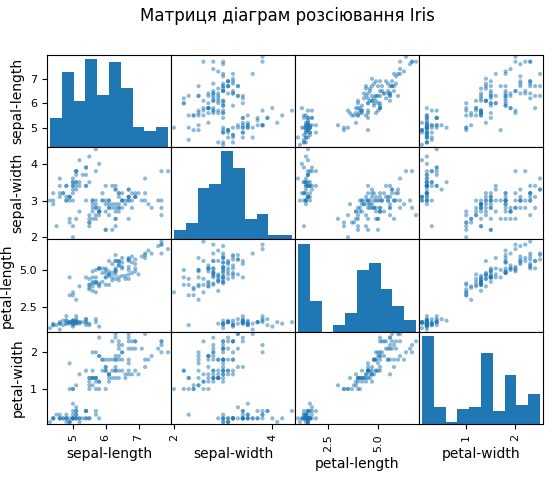 Матриця діаграм розсіювання Iris
sepal-length
7
6
5
sepal-width
4
3
2
petal-length
5.0
2.5
petal-width
2
1
5 6 7 2 4 2.5 5.0 1 2
sepal-length sepal-width petal-length petal-width